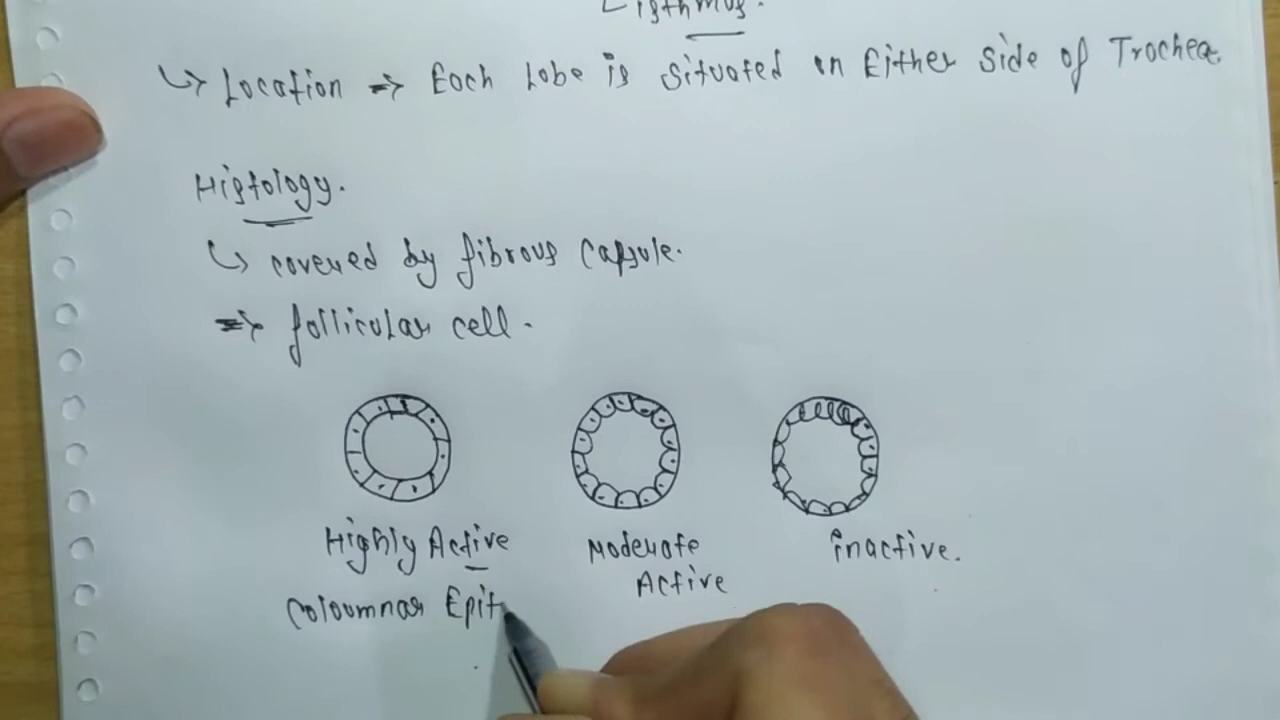 Isthmus.
↳ Location ⇒ Each Lobe is situated on Either side of Trachea.
Histology.
↳ covered by fibrous capsule.
⇒ follicular cell.
Highly Active
Moderate
inactive.
Active
Coloumnar Epit